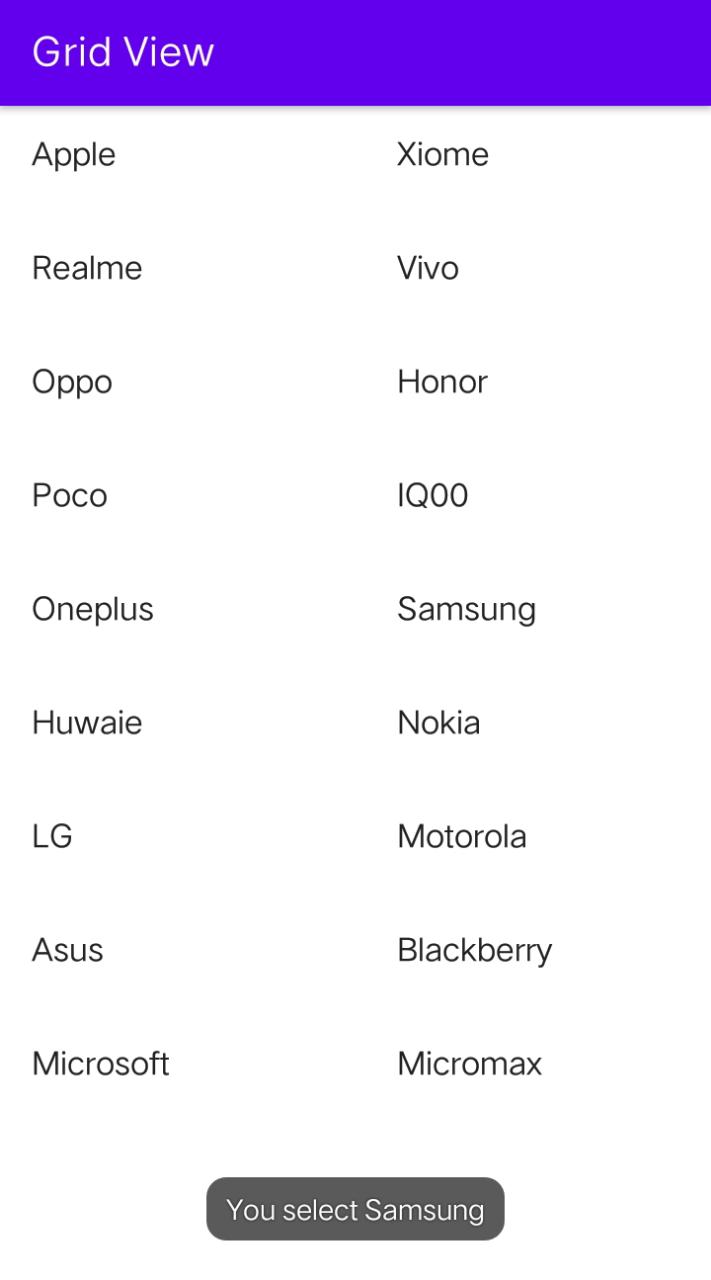 Grid View
Apple Xiome
Realme Vivo
Oppo Honor
Poco IQ00
Oneplus Samsung
Huwaie Nokia
LG Motorola
Asus Blackberry
Microsoft Micromax
You select Samsung